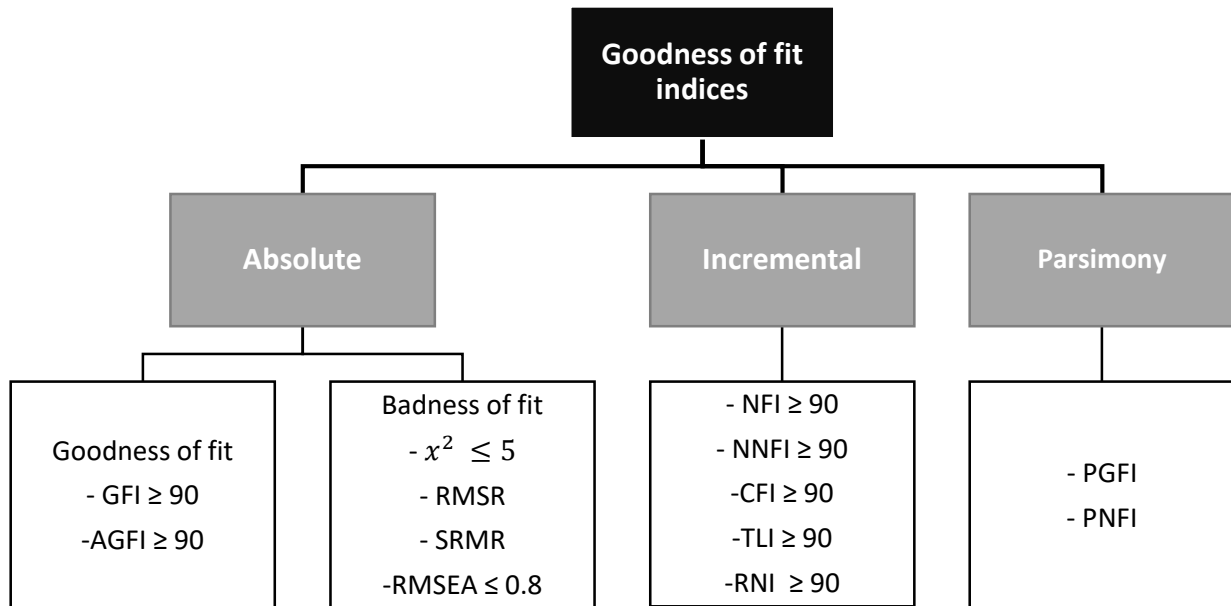 Goodness of fit
indices
Absolute
Incremental
Parsimony
Goodness of fit
- GFI ≥ 90
-AGFI ≥ 90
Badness of fit
- 𝑥² ≤ 5
- RMSR
- SRMR
-RMSEA ≤ 0.8
- NFI ≥ 90
- NNFI ≥ 90
-CFI ≥ 90
-TLI ≥ 90
-RNI ≥ 90
- PGFI
- PNFI